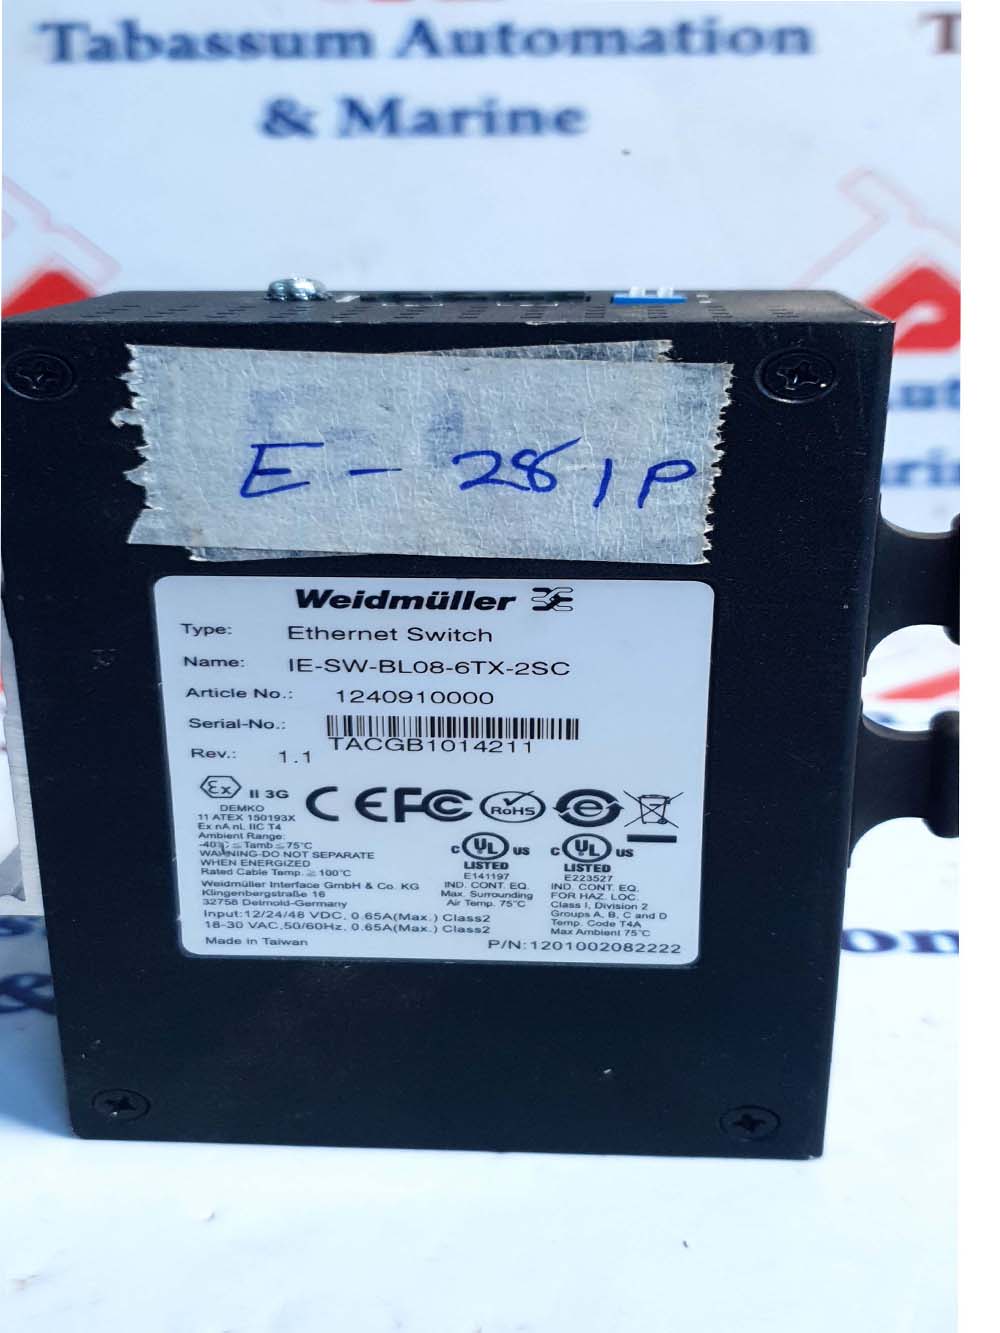 Tabassum Automation
& Marine
E - 281P
Weidmüller
Type: Ethernet Switch
Name: IE-SW-BL08-6TX-2SC
Article No.: 1240910000
Serial-No.:
TACGB1014211
Rev.: 1.1
Ex II 3G
CE FCC RoHS e
DEMKO
11 ATEX 150193X
Ex nA nL IIC T4
Ambient Range:
-40°C ≤ Tamb ≤ 75°C
WARNING-DO NOT SEPARATE
WHEN ENERGIZED
Rated Cable Temp. ≥ 100°C
Weidmüller Interface GmbH & Co. KG
Klingenbergstraße 16
32758 Detmold-Germany
C UL US
LISTED
E141197
IND. CONT. EQ.
Max. Surrounding
Air Temp. 75°C
C UL US
LISTED
E223527
IND. CONT. EQ.
FOR HAZ. LOC.
Class I, Division 2
Groups A, B, C and D
Temp. Code T4A
Max Ambient 75°C
Input:12/24/48 VDC, 0.65A(Max.) Class2
18-30 VAC,50/60Hz, 0.65A(Max.) Class2
Made in Taiwan
P/N:1201002082222